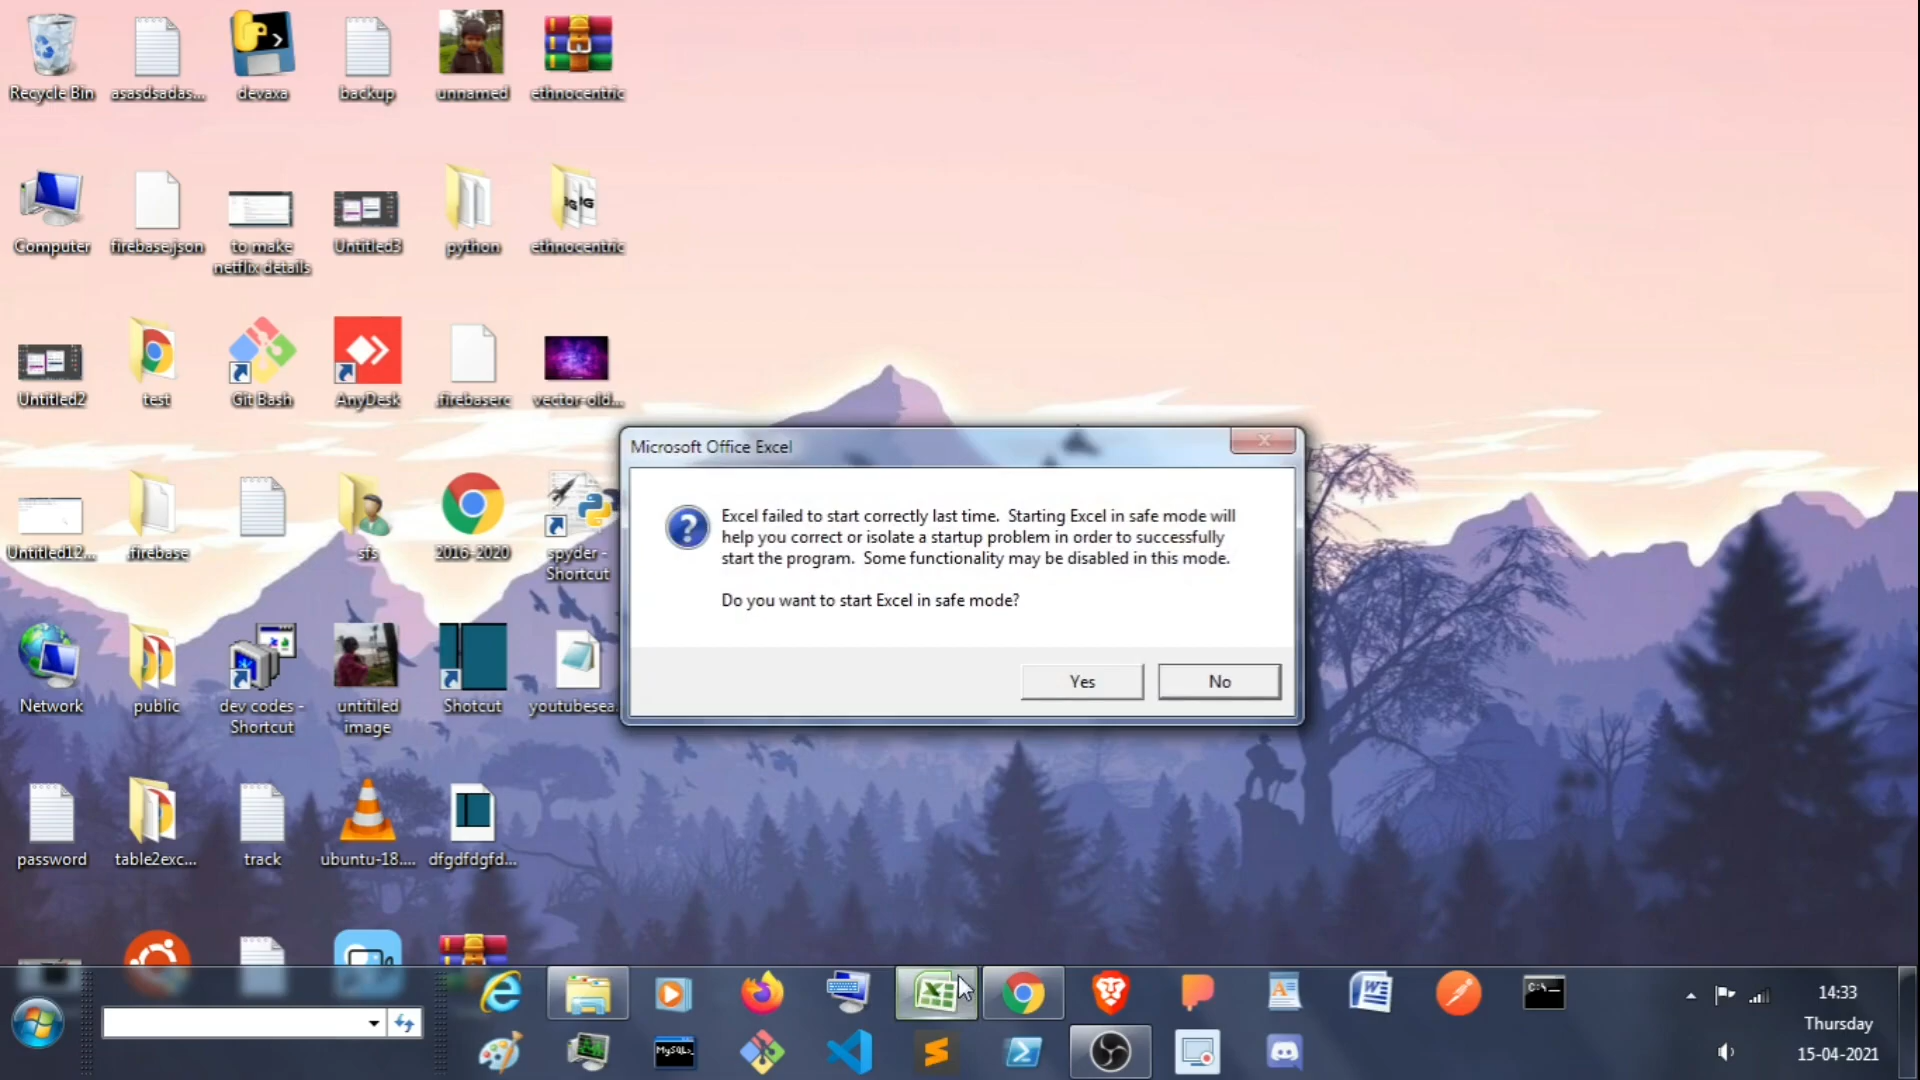 Recycle Bin
asasdsadas...
devaxa
backup
unnamed
ethnocentric
Computer
firebase.json
to make
netflix details
Untitled3
python
ethnocentric
Untitled2
test
Git Bash
AnyDesk
.firebaserc
vector-old...
Microsoft Office Excel
Excel failed to start correctly last time. Starting Excel in safe mode will
help you correct or isolate a startup problem in order to successfully
start the program. Some functionality may be disabled in this mode.
Do you want to start Excel in safe mode?
Yes
No
Untitled12...
.firebase
sfs
2016-2020
spyder -
Shortcut
Network
public
dev codes -
Shortcut
untitiled
image
Shotcut
youtubesea
password
table2exc...
track
ubuntu-18....
dfgdfdgfd...
MySQL
C:\
14:33
Thursday
15-04-2021